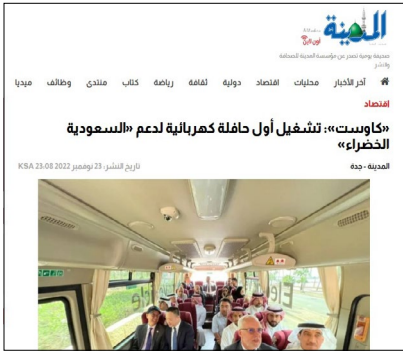 المدينة
صحيفة يومية تصدر عن مؤسسة المدينة للصحافة
والنشر
آخر الأخبار محليات اقتصاد دولية ثقافة رياضة كتاب منتدى وظائف ميديا
اقتصاد
«كاوست»: تشغيل أول حافلة كهربائية لدعم «السعودية
الخضراء»
المدينة - جدة
تاريخ النشر: 23 نوفمبر 2022 23:08 KSA
Ele